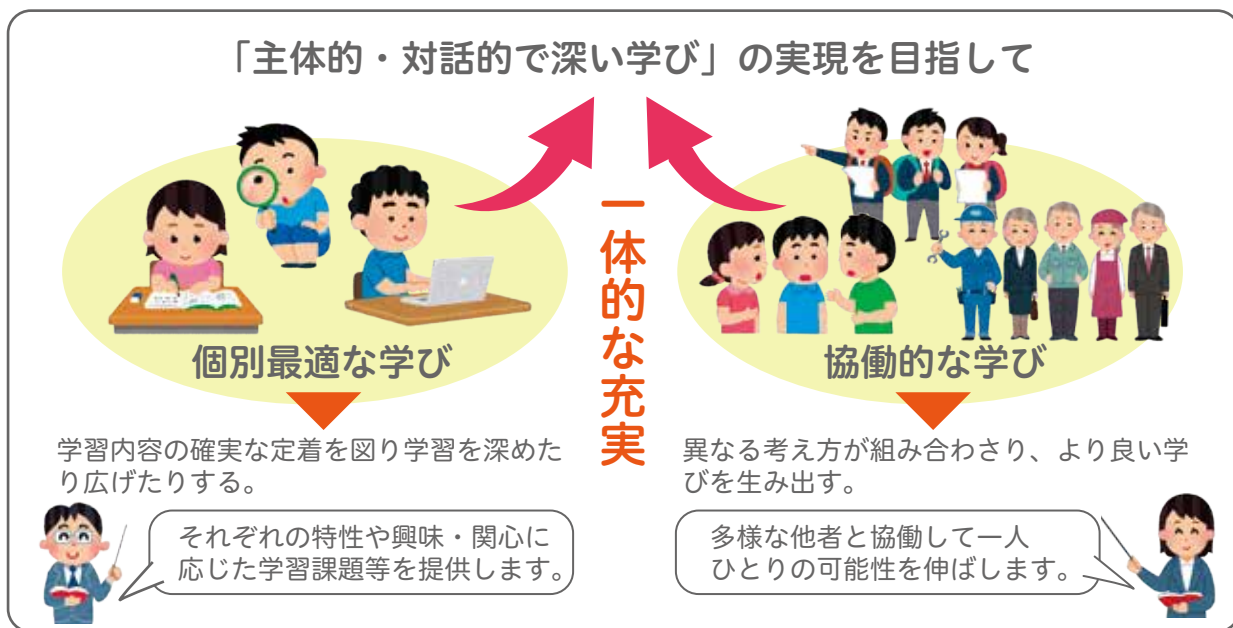 「主体的・対話的で深い学び」の実現を目指して
一体的な充実
個別最適な学び
学習内容の確実な定着を図り学習を深めた
り広げたりする。
それぞれの特性や興味・関心に
応じた学習課題等を提供します。
協働的な学び
異なる考え方が組み合わさり、より良い学
びを生み出す。
多様な他者と協働して一人
ひとりの可能性を伸ばします。